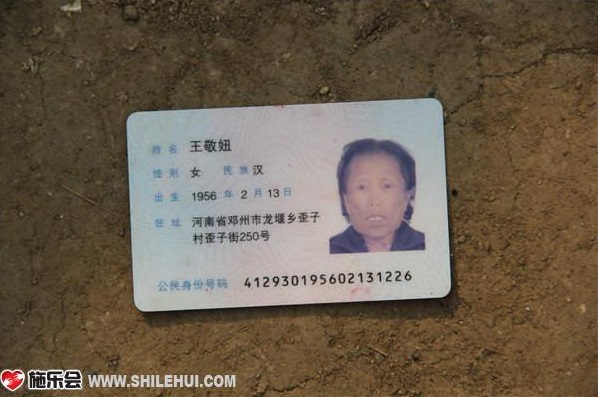 姓名 王敬妞
性别 女 民族 汉
出生 1956 年 2 月 13 日
住址 河南省邓州市龙堰乡歪子
村歪子街250号
公民身份号码 412930195602131226
施乐会 WWW.SHILEHUI.COM